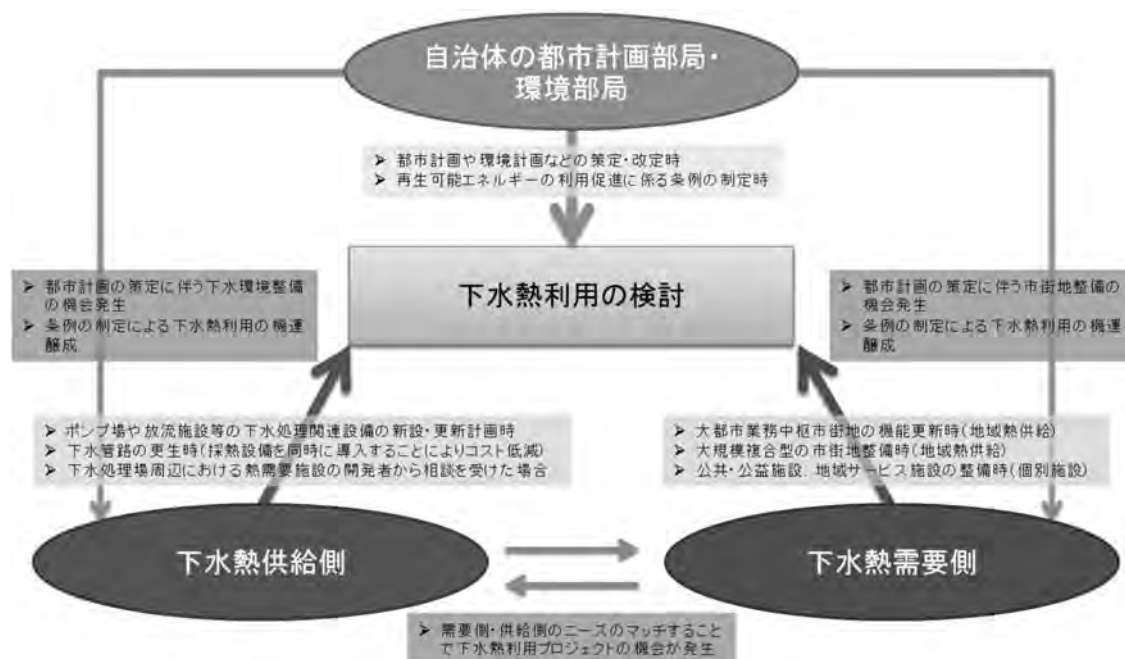 自治体の都市計画部局・
環境部局
➢ 都市計画や環境計画などの策定・改定時
➢ 再生可能エネルギーの利用促進に係る条例の制定時
下水熱利用の検討
➢ 都市計画の策定に伴う下水環境整備
の機会発生
➢ 条例の制定による下水熱利用の機運
醸成
➢ 都市計画の策定に伴う市街地整備の
機会発生
➢ 条例の制定による下水熱利用の機運
醸成
➢ ポンプ場や放流施設等の下水処理関連設備の新設・更新計画時
➢ 下水管路の更生時(採熱設備を同時に導入することによりコスト低減)
➢ 下水処理場周辺における熱需要施設の開発者から相談を受けた場合
➢ 大都市業務中枢市街地の機能更新時(地域熱供給)
➢ 大規模複合型の市街地整備時(地域熱供給)
➢ 公共・公益施設、地域サービス施設の整備時(個別施設)
下水熱供給側
下水熱需要側
➢ 需要側・供給側のニーズのマッチすること
で下水熱利用プロジェクトの機会が発生